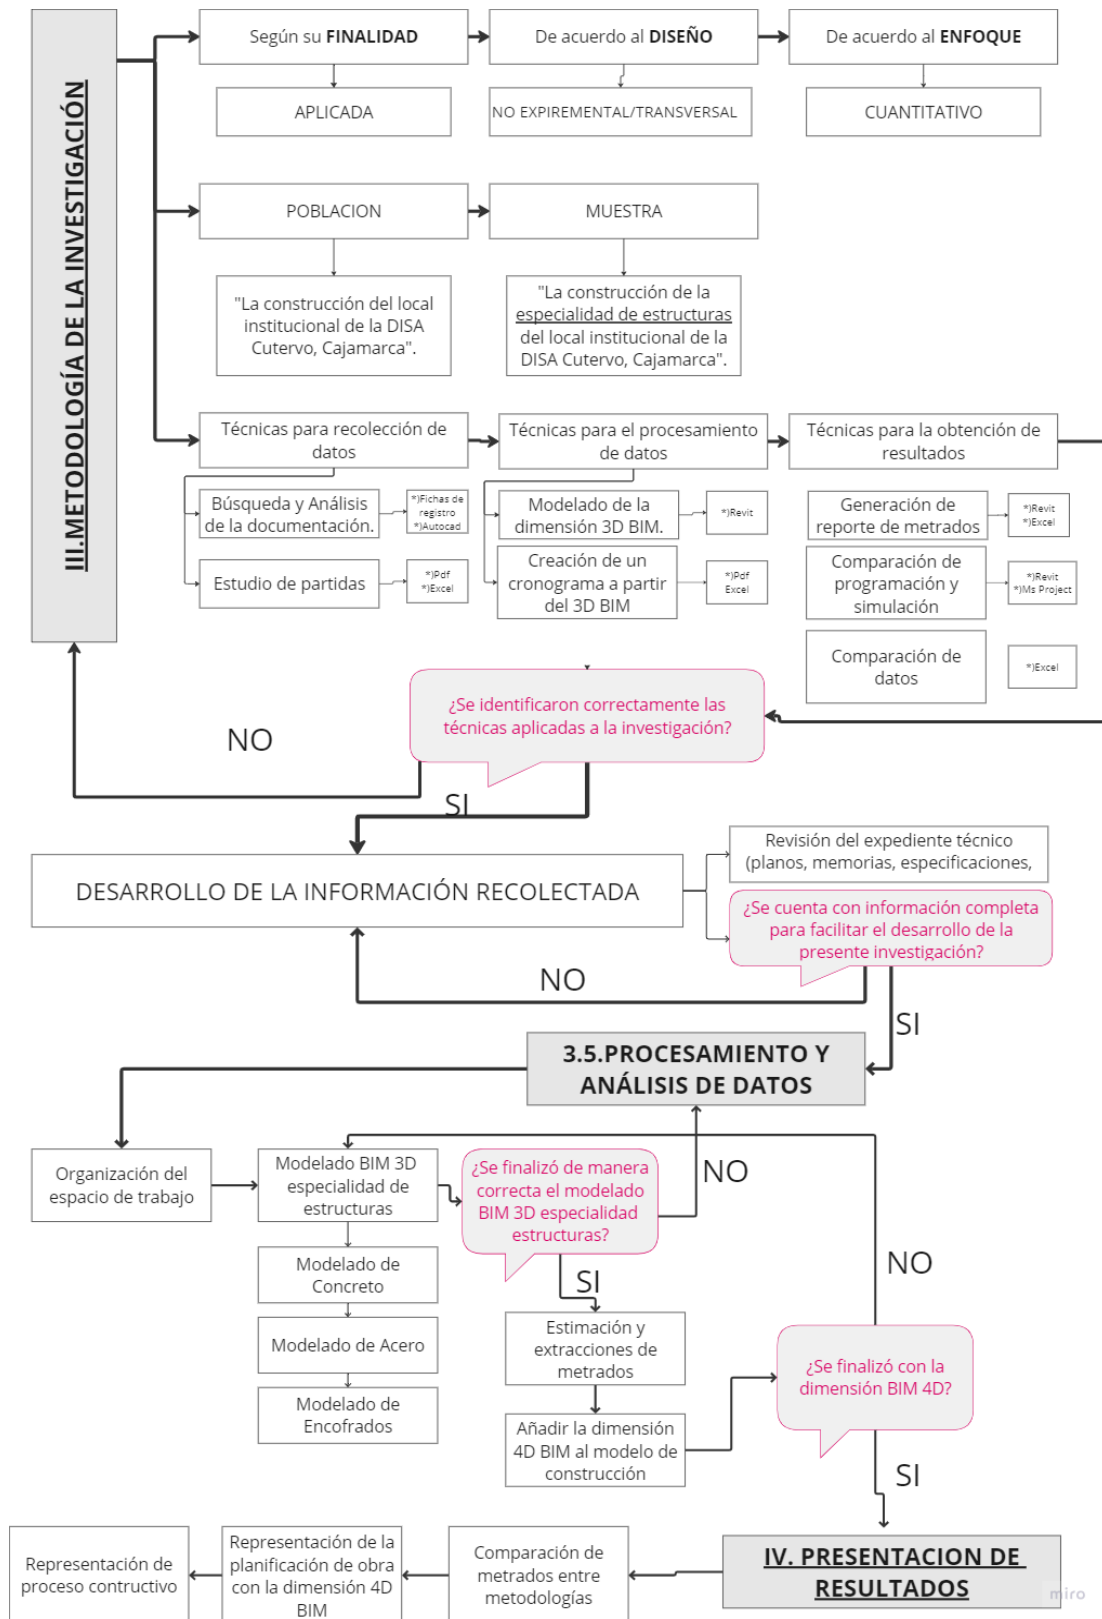 III.METODOLOGÍA DE LA INVESTIGACIÓN
Según su FINALIDAD
De acuerdo al DISEÑO
De acuerdo al ENFOQUE
APLICADA
NO EXPIREMENTAL/TRANSVERSAL
CUANTITATIVO
POBLACION
MUESTRA
"La construcción del local
institucional de la DISA
Cutervo, Cajamarca".
"La construcción de la
especialidad de estructuras
del local institucional de la
DISA Cutervo, Cajamarca".
Técnicas para recolección de
datos
Técnicas para el procesamiento
de datos
Técnicas para la obtención de
resultados
Búsqueda y Análisis
de la documentación.
*)Fichas de
registro
*)Autocad
Modelado de la
dimensión 3D BIM.
*)Revit
Generación de
reporte de metrados
*)Revit
*)Excel
Estudio de partidas
*)Pdf
*)Excel
Creación de un
cronograma a partir
del 3D BIM
*)Pdf
Excel
Comparación de
programación y
simulación
*)Revit
*)Ms Project
Comparación de
datos
*)Excel
¿Se identificaron correctamente las
técnicas aplicadas a la investigación?
NO
SI
DESARROLLO DE LA INFORMACIÓN RECOLECTADA
Revisión del expediente técnico
(planos, memorias, especificaciones,
¿Se cuenta con información completa
para facilitar el desarrollo de la
presente investigación?
NO
SI
3.5.PROCESAMIENTO Y
ANÁLISIS DE DATOS
Organización del
espacio de trabajo
Modelado BIM 3D
especialidad de
estructuras
¿Se finalizó de manera
correcta el modelado
BIM 3D especialidad
estructuras?
NO
NO
SI
Modelado de
Concreto
Modelado de Acero
Modelado de
Encofrados
Estimación y
extracciones de
metrados
Añadir la dimensión
4D BIM al modelo de
construcción
¿Se finalizó con la
dimensión BIM 4D?
SI
IV. PRESENTACION DE
RESULTADOS
Comparación de
metrados entre
metodologías
Representación de la
planificación de obra
con la dimensión 4D
BIM
Representación de
proceso contructivo
miro